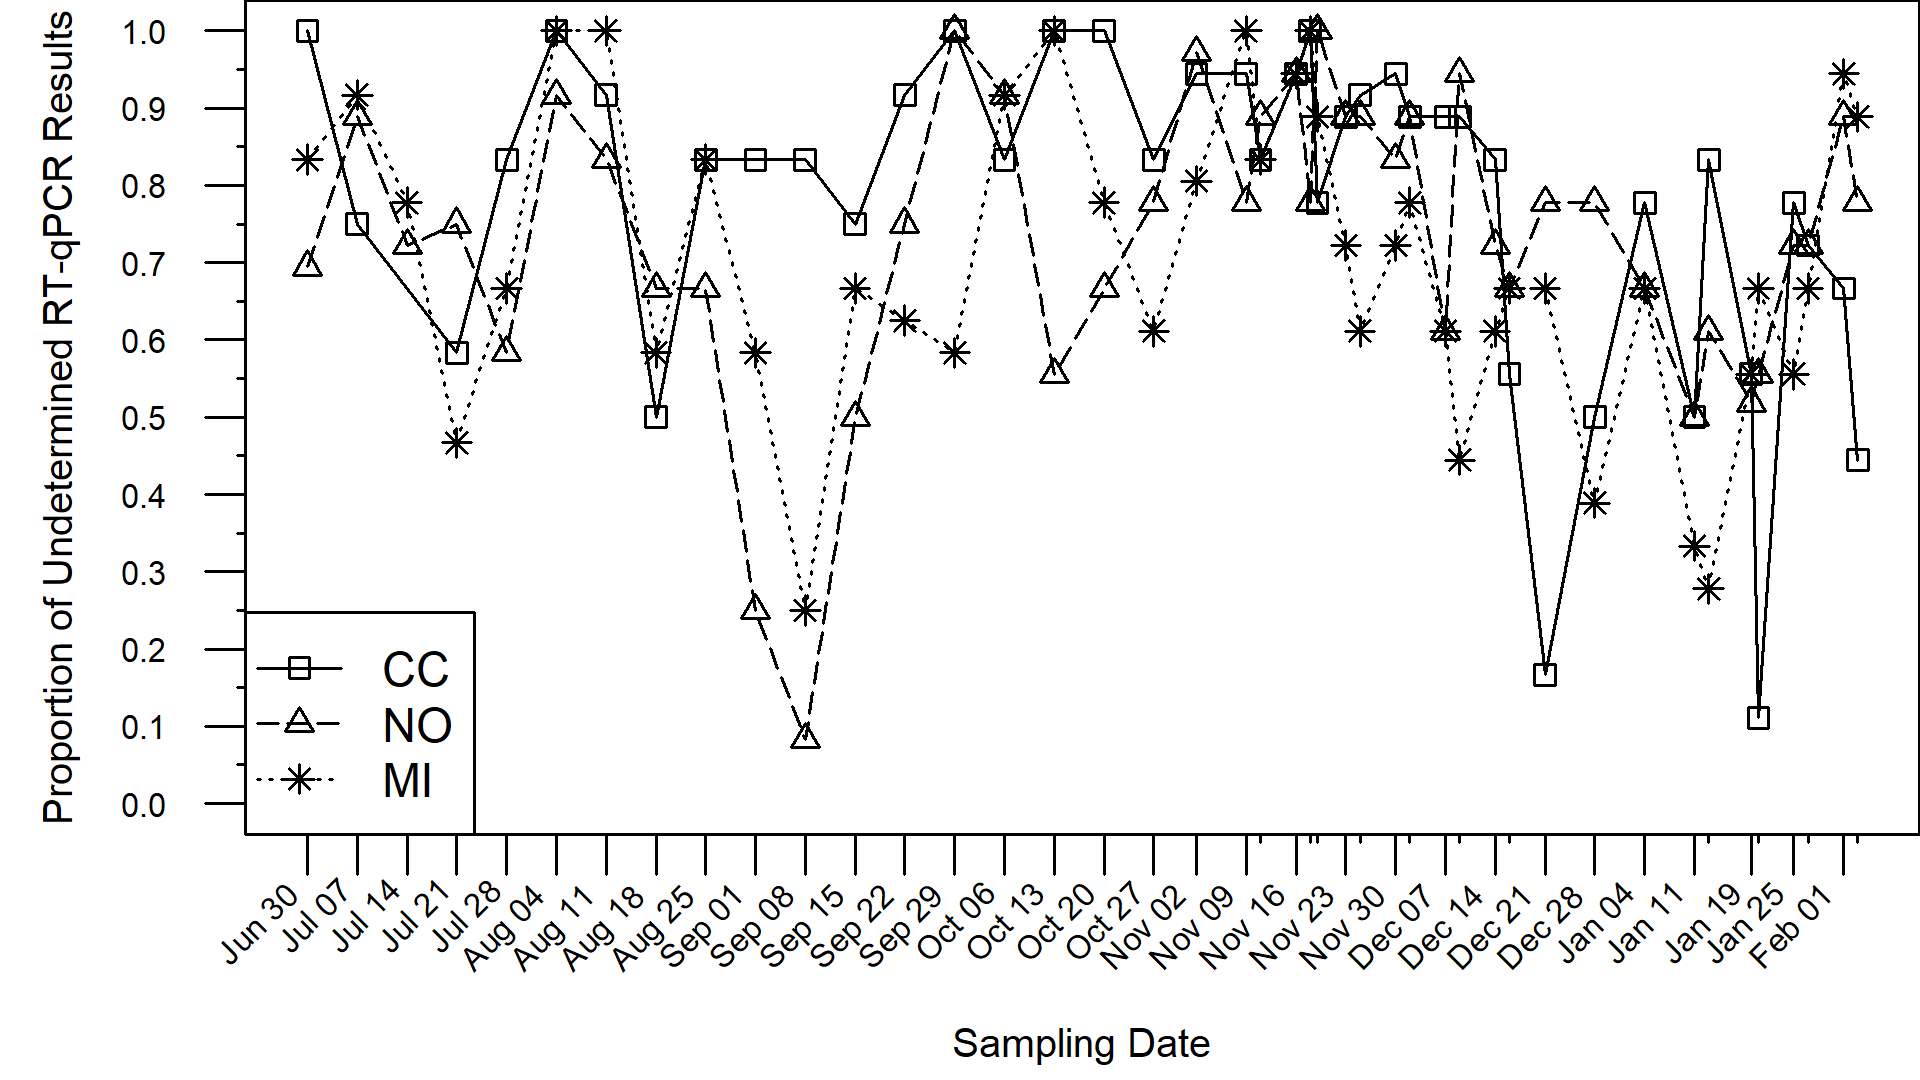 Proportion of Undetermined RT-qPCR Results
1.0
0.9
0.8
0.7
0.6
0.5
0.4
0.3
0.2
0.1
0.0
CC
NO
MI
Jun 30
Jul 07
Jul 14
Jul 21
Jul 28
Aug 04
Aug 11
Aug 18
Aug 25
Sep 01
Sep 08
Sep 15
Sep 22
Sep 29
Oct 06
Oct 13
Oct 20
Oct 27
Nov 02
Nov 09
Nov 16
Nov 23
Nov 30
Dec 07
Dec 14
Dec 21
Dec 28
Jan 04
Jan 11
Jan 19
Jan 25
Feb 01
Sampling Date